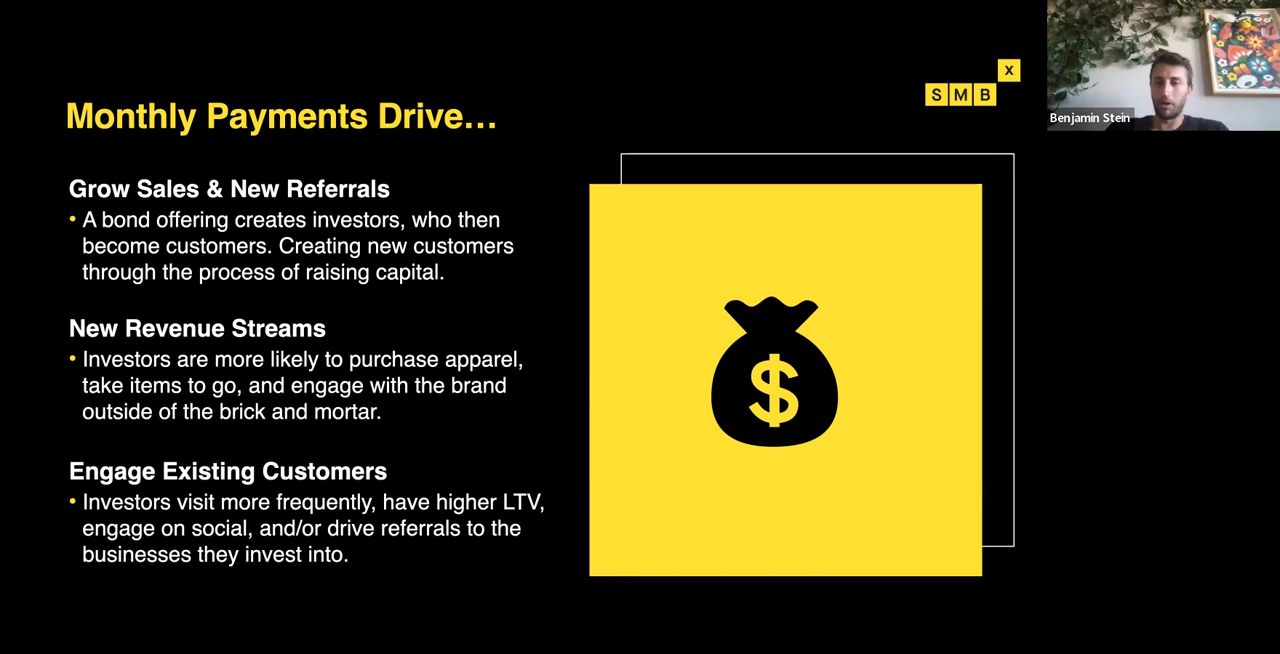 X
SMB
Benjamin Stein
Monthly Payments Drive…
Grow Sales & New Referrals
• A bond offering creates investors, who then
become customers. Creating new customers
through the process of raising capital.
New Revenue Streams
• Investors are more likely to purchase apparel,
take items to go, and engage with the brand
outside of the brick and mortar.
Engage Existing Customers
• Investors visit more frequently, have higher LTV,
engage on social, and/or drive referrals to the
businesses they invest into.
$